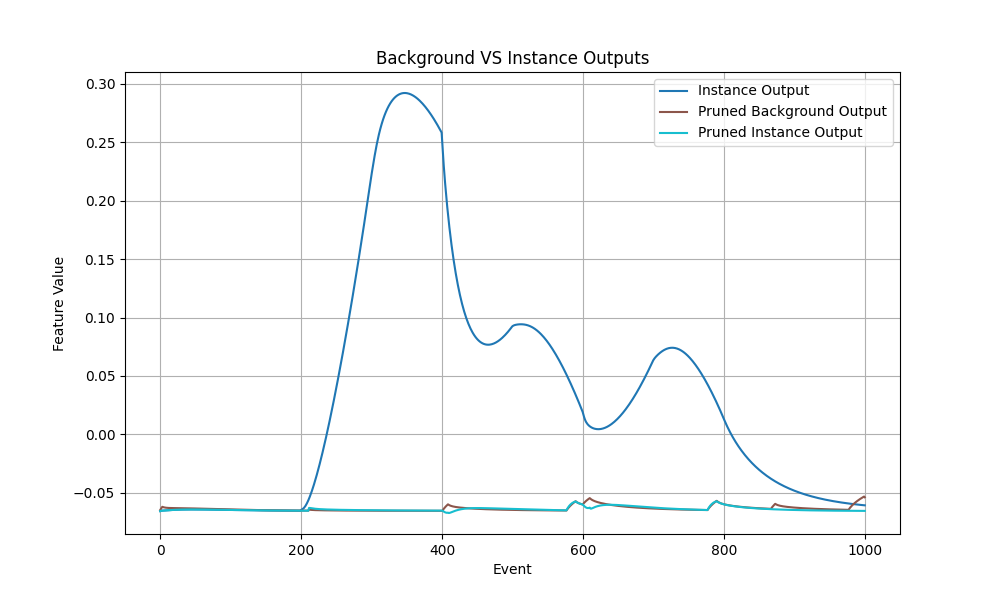 Background VS Instance Outputs
Instance Output
Pruned Background Output
Pruned Instance Output
Feature Value
0.30
0.25
0.20
0.15
0.10
0.05
0.00
−0.05
0 200 400 600 800 1000
Event